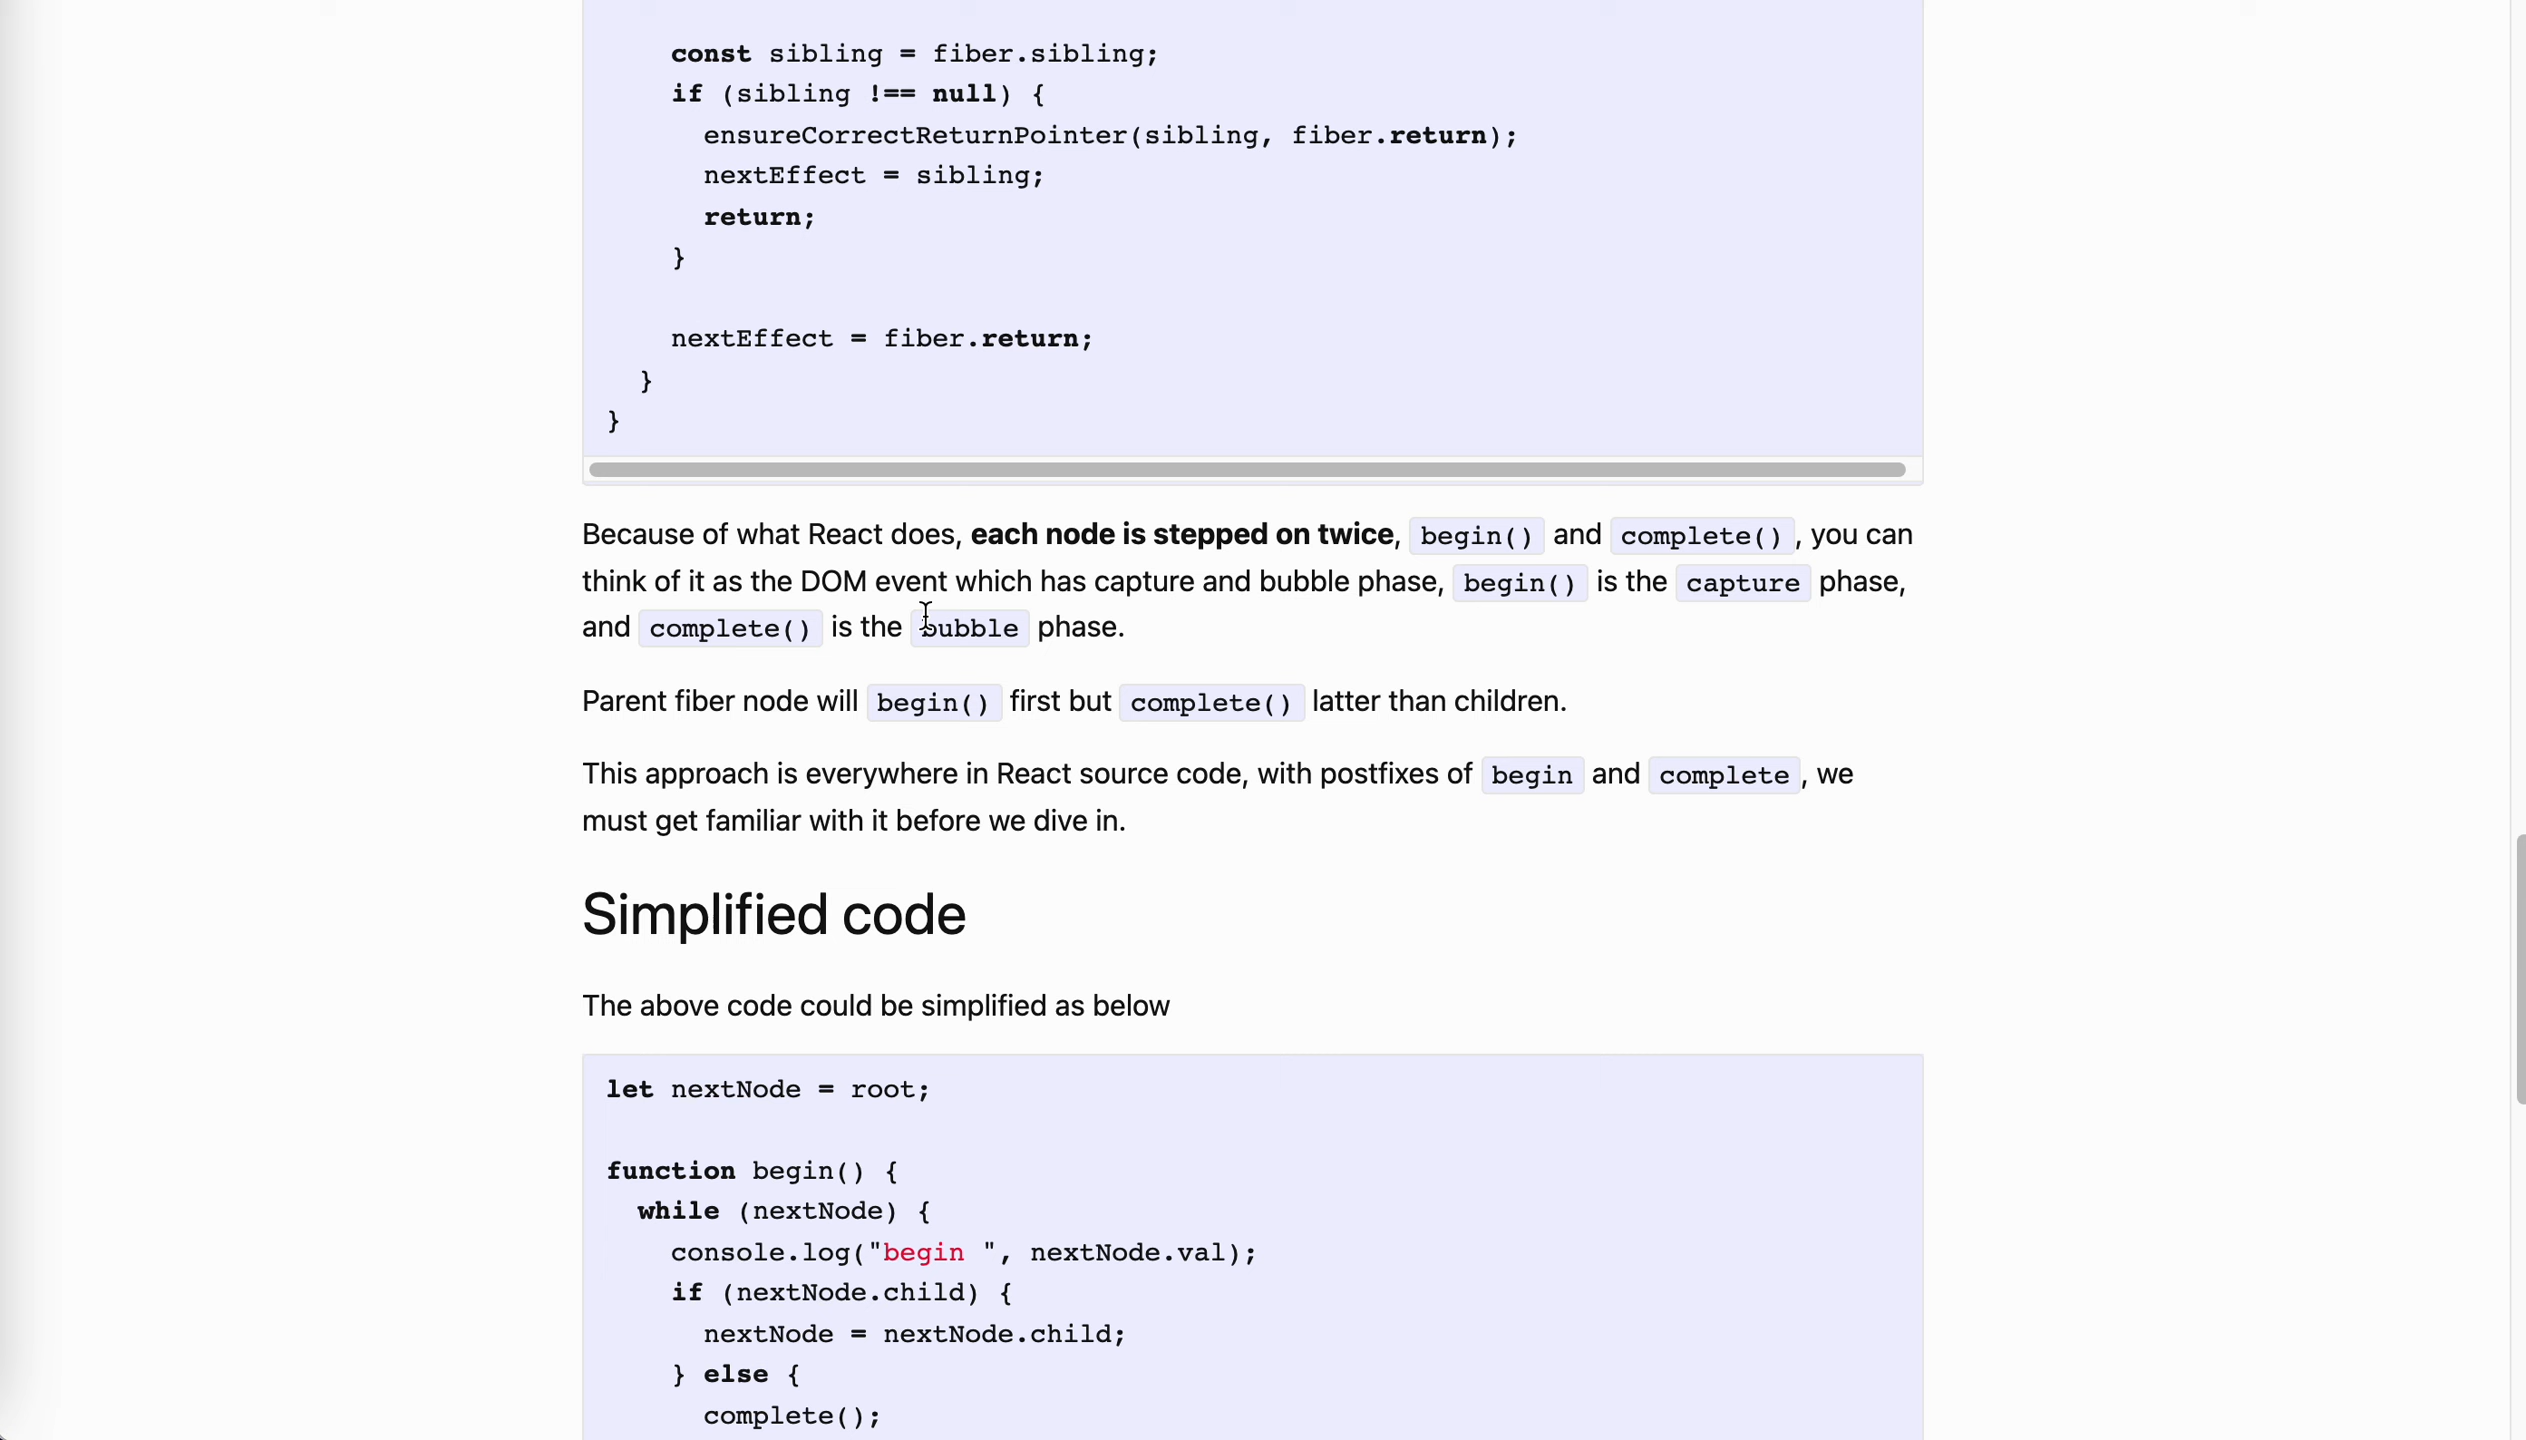 const sibling = fiber.sibling;
if (sibling !== null) {
ensureCorrectReturnPointer(sibling, fiber.return);
nextEffect = sibling;
return;
}
nextEffect = fiber.return;
}
}
Because of what React does, each node is stepped on twice, begin() and complete(), you can
think of it as the DOM event which has capture and bubble phase, begin() is the capture phase,
and complete() is the bubble phase.
Parent fiber node will begin() first but complete() latter than children.
This approach is everywhere in React source code, with postfixes of begin and complete, we
must get familiar with it before we dive in.
Simplified code
The above code could be simplified as below
let nextNode = root;
function begin() {
while (nextNode) {
console.log("begin ", nextNode.val);
if (nextNode.child) {
nextNode = nextNode.child;
} else {
complete();